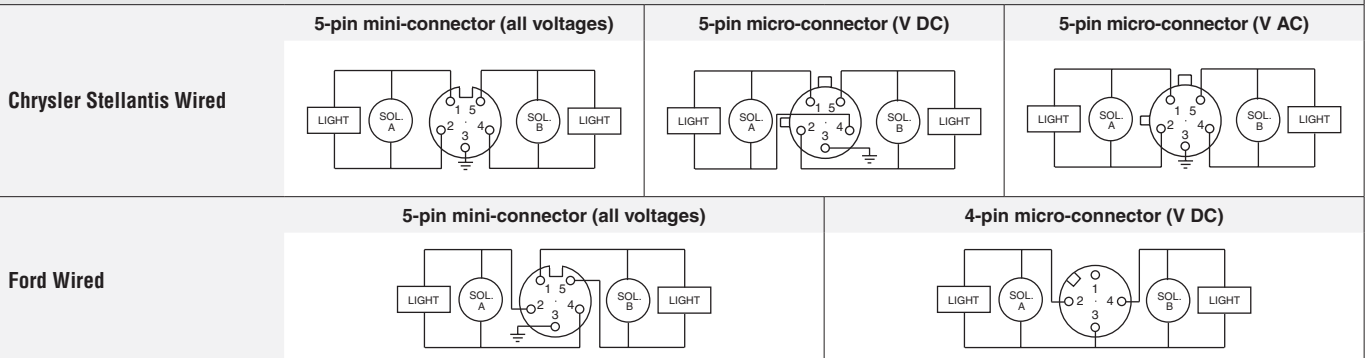 5-pin mini-connector (all voltages)
5-pin micro-connector (V DC)
5-pin micro-connector (V AC)
Chrysler Stellantis Wired
LIGHT
SOL.
A
1 5
2 4
3
SOL.
B
LIGHT
LIGHT
SOL.
A
1 5
2 4
3
SOL.
B
LIGHT
LIGHT
SOL.
A
1 5
2 4
3
SOL.
B
LIGHT
5-pin mini-connector (all voltages)
4-pin micro-connector (V DC)
Ford Wired
LIGHT
SOL.
A
1 5
2 4
3
SOL.
B
LIGHT
LIGHT
SOL.
A
1
2 4
3
SOL.
B
LIGHT